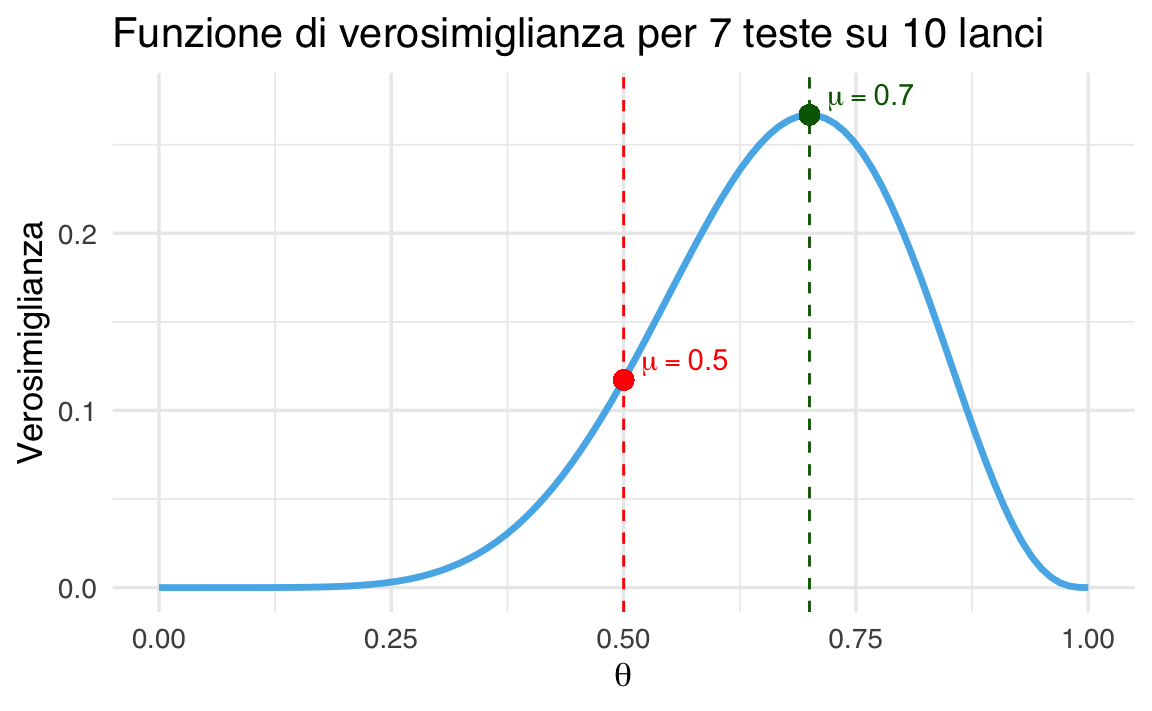 Funzione di verosimiglianza per 7 teste su 10 lanci
μ = 0.7
μ = 0.5
Verosimiglianza
0.2
0.1
0.0
0.00 0.25 0.50 0.75 1.00
θ